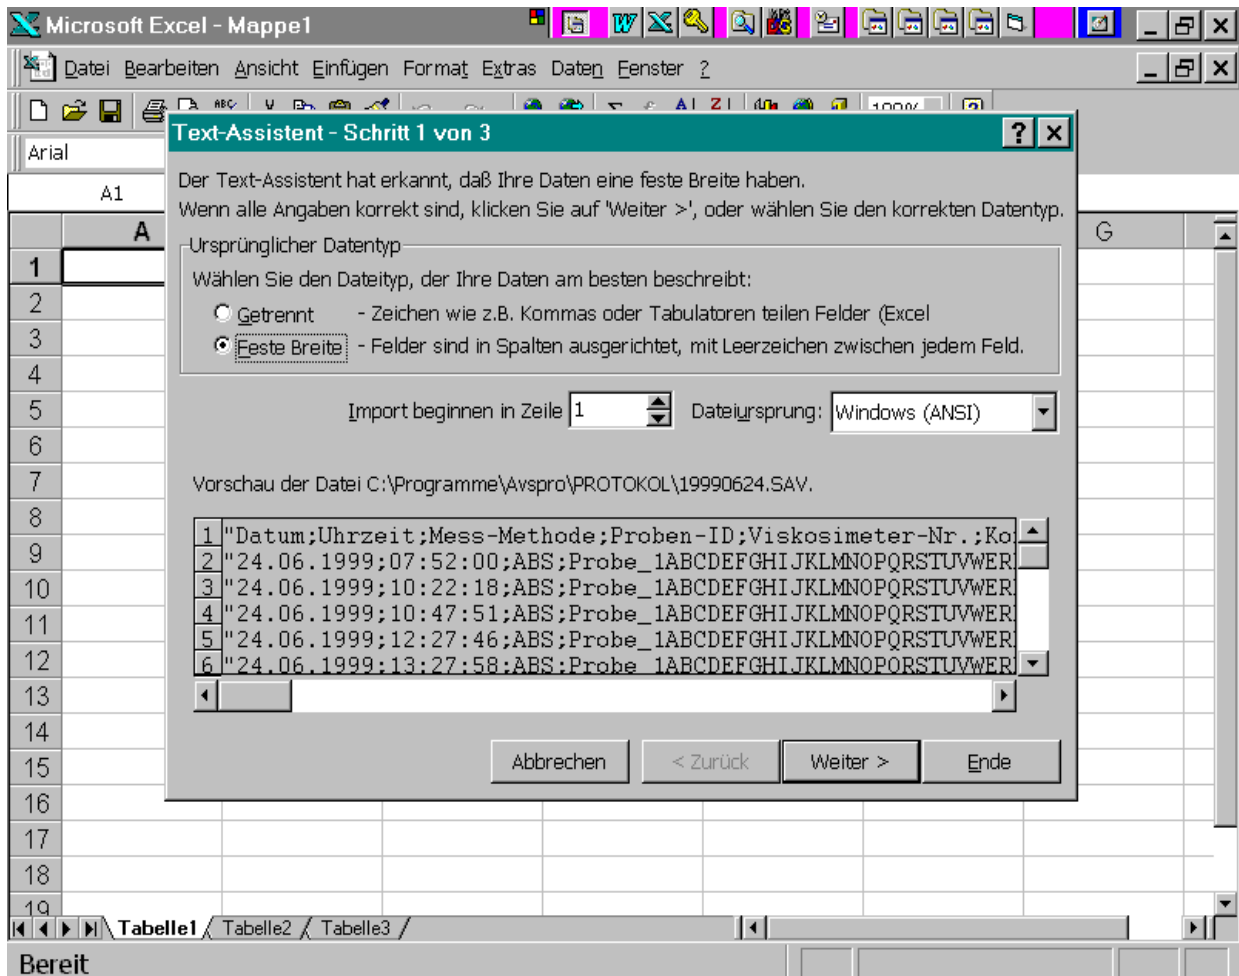 Microsoft Excel - Mappe1
Datei Bearbeiten Ansicht Einfügen Format Extras Daten Fenster ?
Arial
A1
Text-Assistent - Schritt 1 von 3
Der Text-Assistent hat erkannt, daß Ihre Daten eine feste Breite haben.
Wenn alle Angaben korrekt sind, klicken Sie auf 'Weiter >', oder wählen Sie den korrekten Datentyp.
A G
Ursprünglicher Datentyp
Wählen Sie den Dateityp, der Ihre Daten am besten beschreibt:
Getrennt - Zeichen wie z.B. Kommas oder Tabulatoren teilen Felder (Excel
Feste Breite - Felder sind in Spalten ausgerichtet, mit Leerzeichen zwischen jedem Feld.
Import beginnen in Zeile 1 Dateiursprung: Windows (ANSI)
Vorschau der Datei C:\Programme\Avspro\PROTOKOL\19990624.SAV.
1 "Datum;Uhrzeit;Mess-Methode;Proben-ID;Viskosimeter-Nr.;Ko
2 "24.06.1999;07:52:00;ABS;Probe_1ABCDEFGHIJKLMNOPQRSTUVWER
3 "24.06.1999;10:22:18;ABS;Probe_1ABCDEFGHIJKLMNOPQRSTUVWER
4 "24.06.1999;10:47:51;ABS;Probe_1ABCDEFGHIJKLMNOPQRSTUVWER
5 "24.06.1999;12:27:46;ABS;Probe_1ABCDEFGHIJKLMNOPQRSTUVWER
6 "24.06.1999;13:27:58;ABS;Probe_1ABCDEFGHIJKLMNOPQRSTUVWER
Abbrechen < Zurück Weiter > Ende
1
2
3
4
5
6
7
8
9
10
11
12
13
14
15
16
17
18
19
Tabelle1 Tabelle2 Tabelle3
Bereit